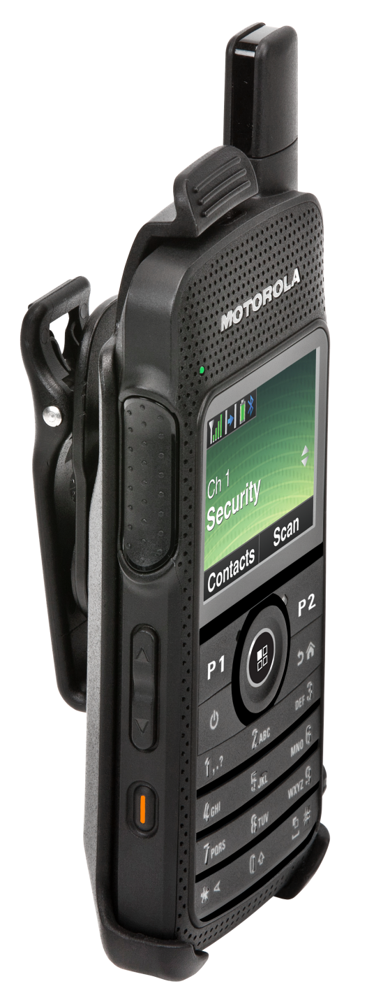 MOTOROLA
Ch 1
Security
Contacts Scan
P1 P2
1 ,.? 2 ABC DEF 3
4 GHI 5 JKL MNO 6
7 PQRS 8 TUV WXYZ 9
* 0 #